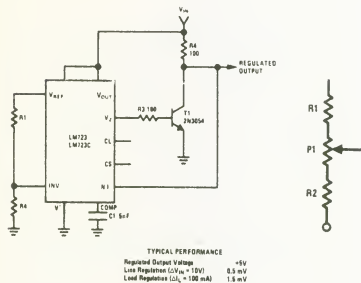 VIN
R4
100
REGULATED
OUTPUT
VREF
VOUT
R1
R3 100
T1
2N3054
VZ
LM723
LM723C
CL
CS
INV
N I
R4
V-
COMP
C1 5nF
R1
P1
R2
TYPICAL PERFORMANCE
Regulated Output Voltage +5V
Line Regulation (ΔVIN = 10V) 0.5 mV
Load Regulation (ΔIL = 100 mA) 1.5 mV